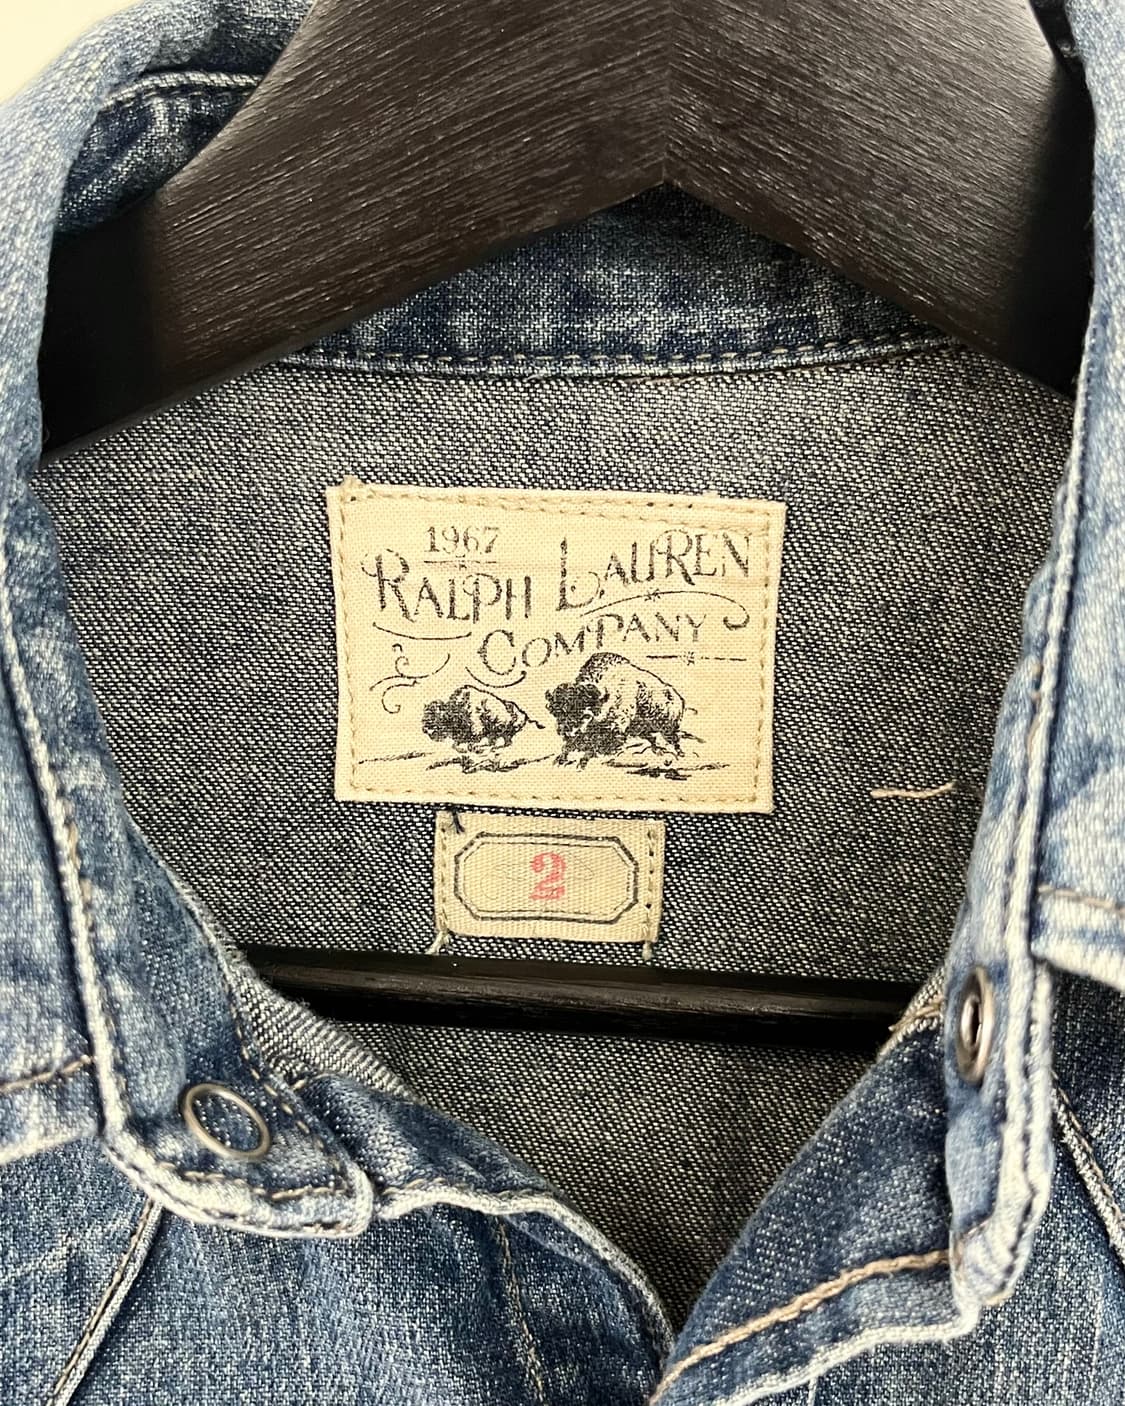 1967
RALPH LAUREN
COMPANY
2